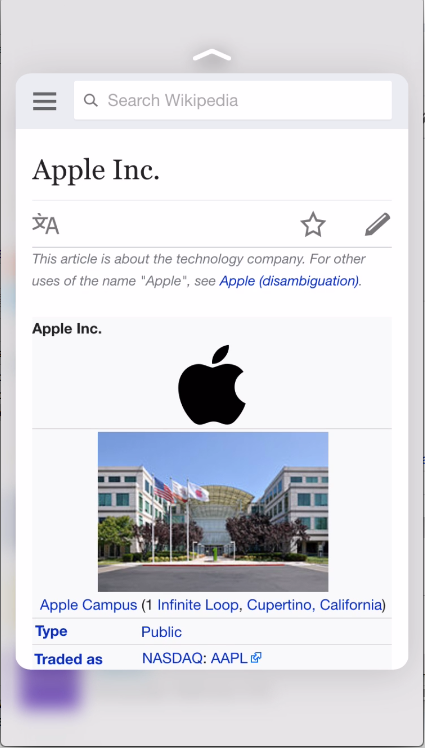 Search Wikipedia
Apple Inc.
This article is about the technology company. For other
uses of the name "Apple", see Apple (disambiguation).
Apple Inc.
Apple Campus (1 Infinite Loop, Cupertino, California)
Type Public
Traded as NASDAQ: AAPL